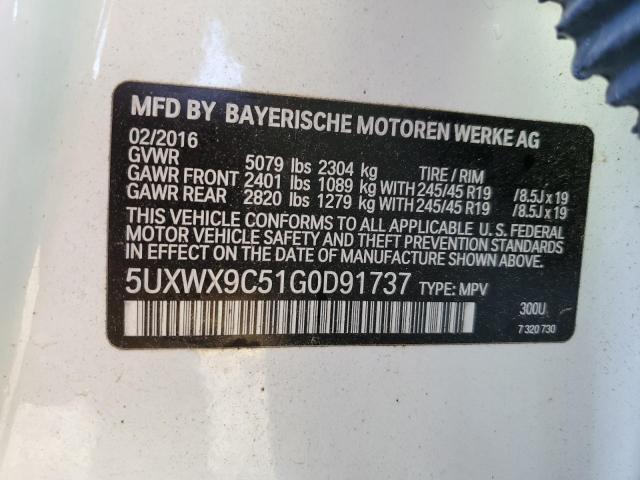 MFD BY BAYERISCHE MOTOREN WERKE AG
02/2016
GVWR 5079 lbs 2304 kg TIRE / RIM
GAWR FRONT 2401 lbs 1089 kg WITH 245/45 R19 /8.5J x 19
GAWR REAR 2820 lbs 1279 kg WITH 245/45 R19 /8.5J x 19
THIS VEHICLE CONFORMS TO ALL APPLICABLE U. S. FEDERAL
MOTOR VEHICLE SAFETY AND THEFT PREVENTION STANDARDS
IN EFFECT ON THE DATE OF MANUFACTURE.
5UXWX9C51G0D91737 TYPE: MPV
300U
7 320 730